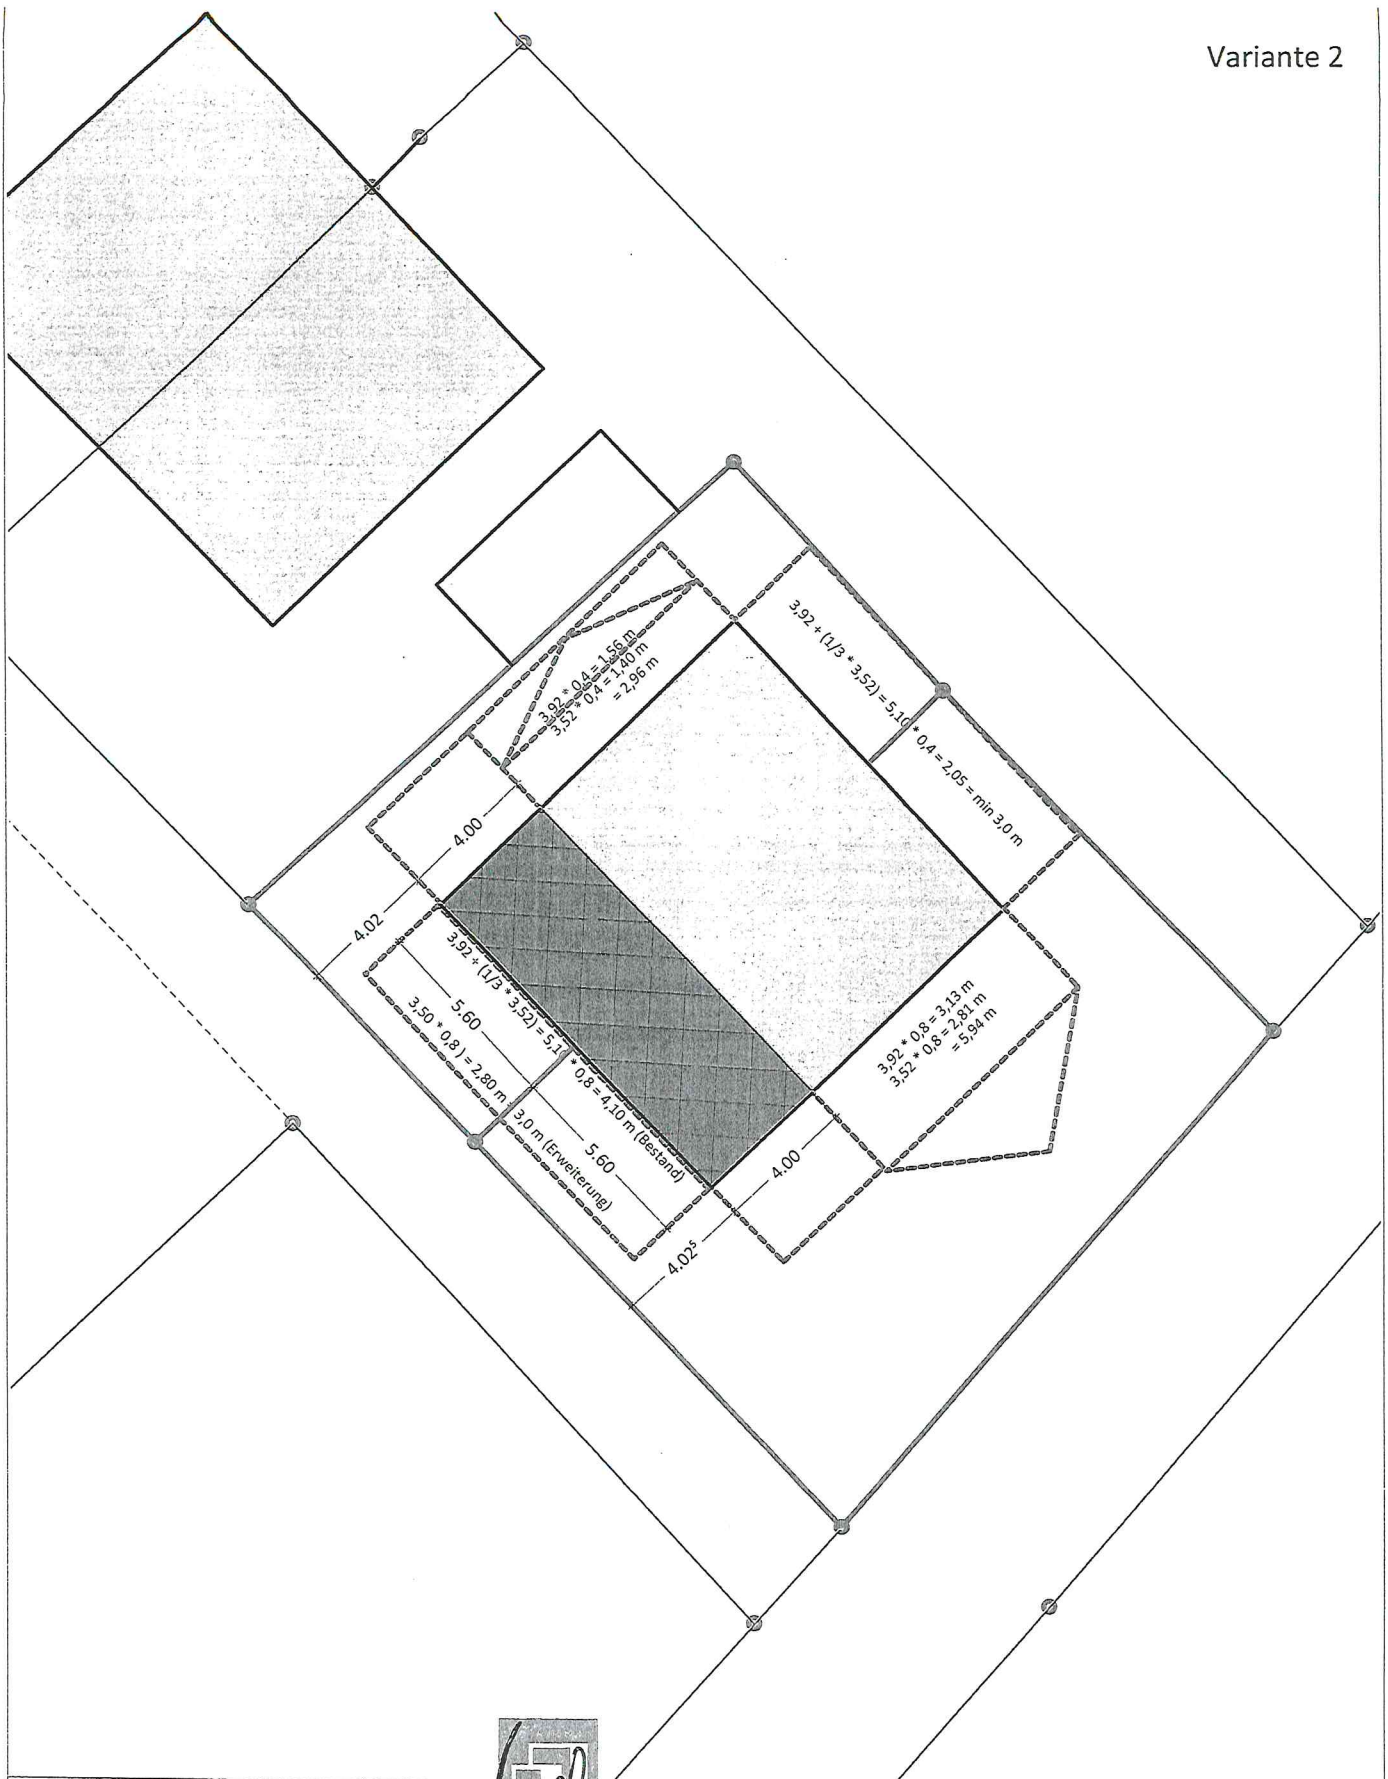 Variante 2
3,92 * 0,4 = 1,56 m
3,52 * 0,4 = 1,40 m
= 2,96 m
3,92 + (1/3 * 3,52) = 5,10 * 0,4 = 2,05 = min 3,0 m
4.00
4.02
3,92 + (1/3 * 3,52) = 5,1 * 0,8 = 4,10 m (Bestand)
5.60
5.60
3,50 * 0,8 ) = 2,80 m 3,0 m (Erweiterung)
3,92 * 0,8 = 3,13 m
3,52 * 0,8 = 2,81 m
= 5,94 m
4.00
4.02⁵